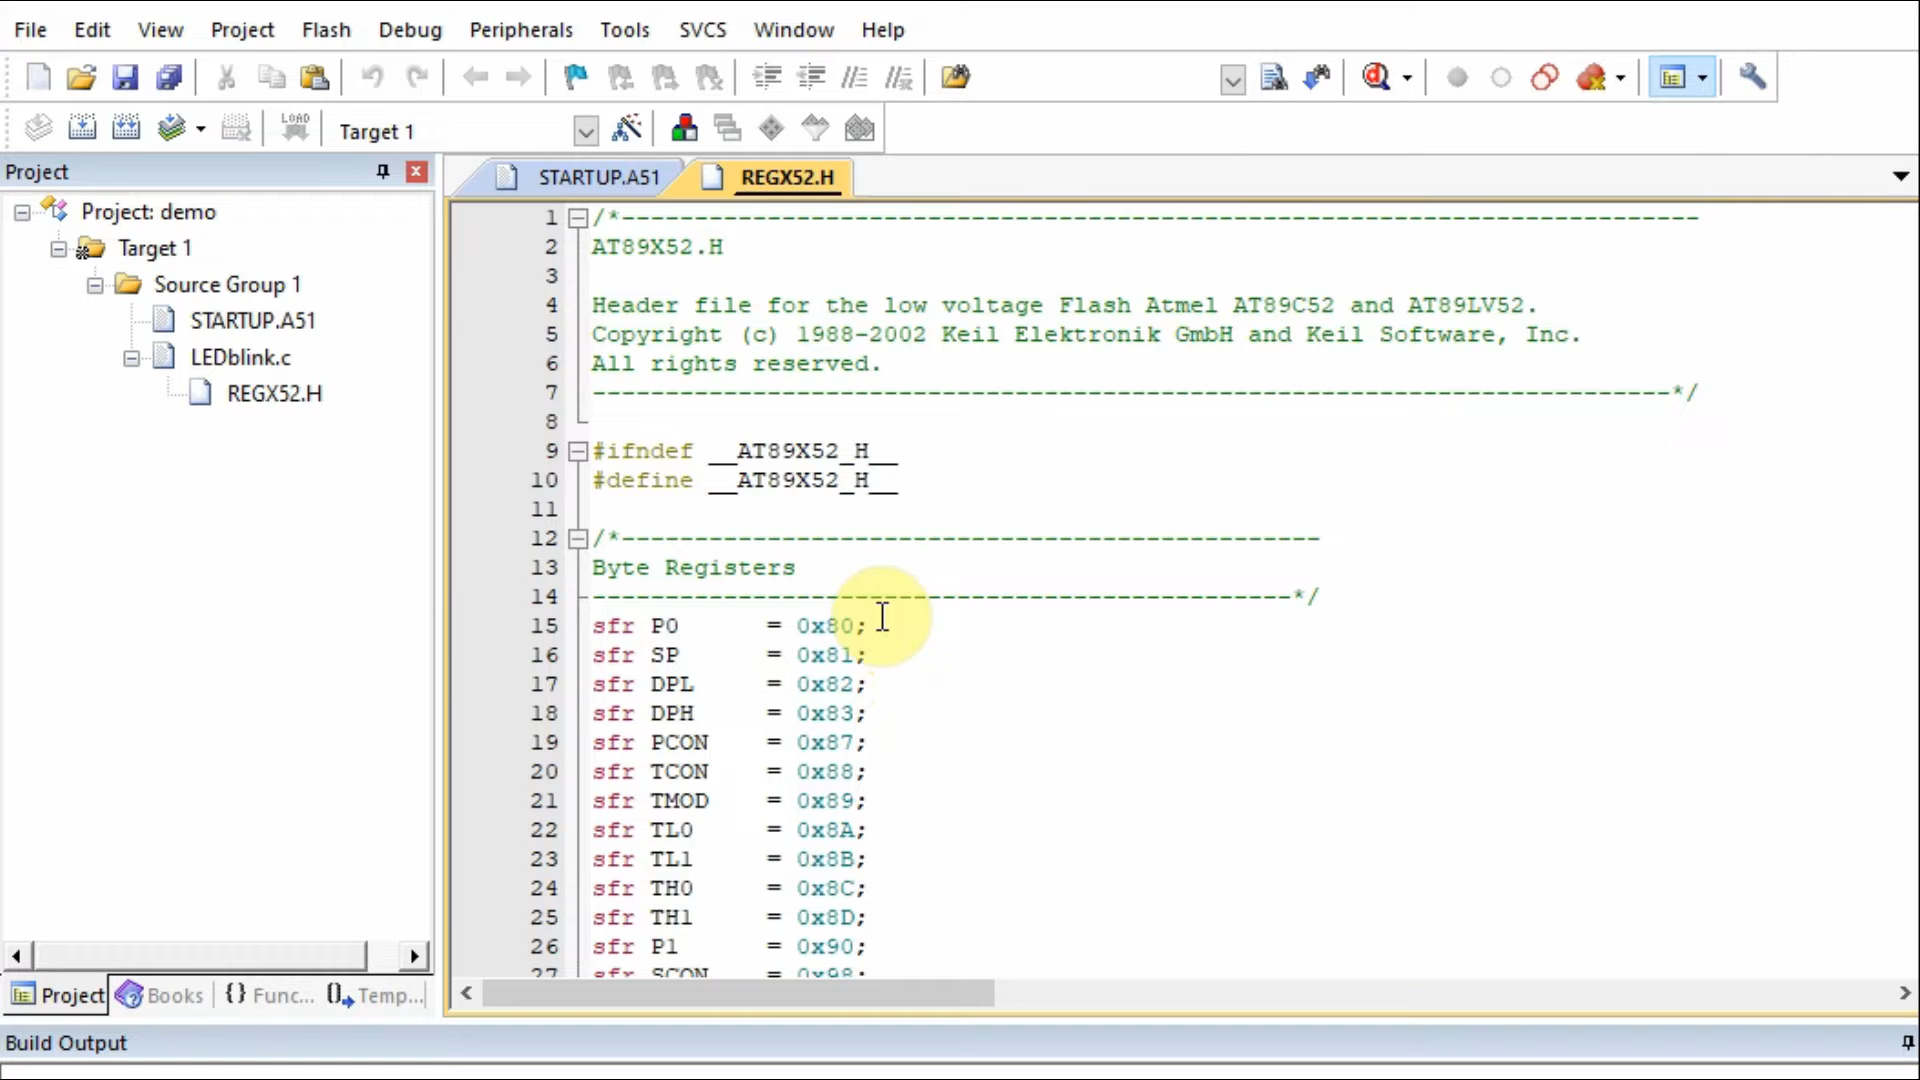 File Edit View Project Flash Debug Peripherals Tools SVCS Window Help
LOAD
Target 1
Project
STARTUP.A51 REGX52.H
Project: demo
Target 1
Source Group 1
STARTUP.A51
LEDblink.c
REGX52.H
1 /*--------------------------------------------------------------------------
2 AT89X52.H
3
4 Header file for the low voltage Flash Atmel AT89C52 and AT89LV52.
5 Copyright (c) 1988-2002 Keil Elektronik GmbH and Keil Software, Inc.
6 All rights reserved.
7 --------------------------------------------------------------------------*/
8
9 #ifndef __AT89X52_H__
10 #define __AT89X52_H__
11
12 /*------------------------------------------------
13 Byte Registers
14 ------------------------------------------------*/
15 sfr P0 = 0x80;
16 sfr SP = 0x81;
17 sfr DPL = 0x82;
18 sfr DPH = 0x83;
19 sfr PCON = 0x87;
20 sfr TCON = 0x88;
21 sfr TMOD = 0x89;
22 sfr TL0 = 0x8A;
23 sfr TL1 = 0x8B;
24 sfr TH0 = 0x8C;
25 sfr TH1 = 0x8D;
26 sfr P1 = 0x90;
27 sfr SCON = 0x98;
Project Books {} Func... Temp...
Build Output